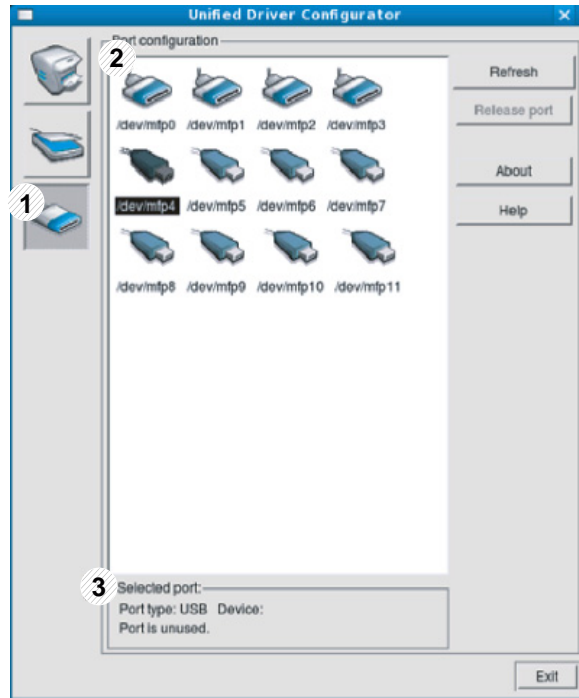 Unified Driver Configurator
Port configuration
2
Refresh
/dev/mfp0 /dev/mfp1 /dev/mfp2 /dev/mfp3
Release port
About
1
/dev/mfp4 /dev/mfp5 /dev/mfp6 /dev/mfp7
Help
/dev/mfp8 /dev/mfp9 /dev/mfp10 /dev/mfp11
3
Selected port:
Port type: USB Device:
Port is unused.
Exit